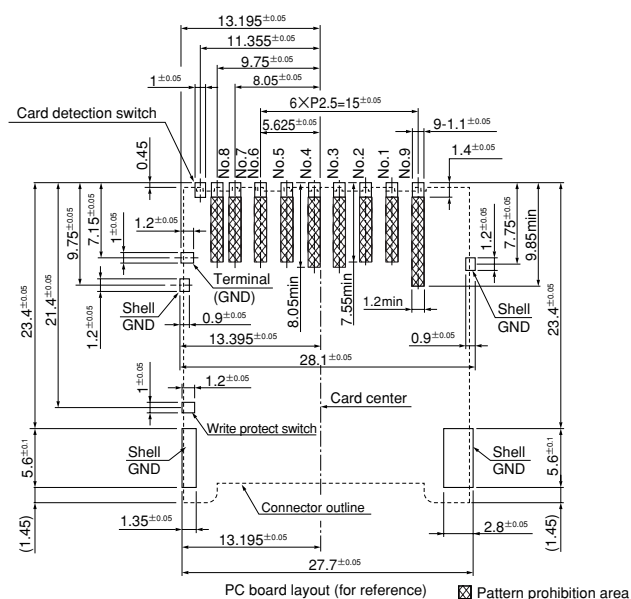 13.195±0.05
11.355±0.05
9.75±0.05
1±0.05
8.05±0.05
6×P2.5=15±0.05
Card detection switch
5.625±0.05
9-1.1±0.05
0.45
No.8
No.7
No.6
No.5
No.4
No.3
No.2
No.1
No.9
1.4±0.05
23.4±0.05
21.4±0.05
9.75±0.05
7.15±0.05
1.2±0.05
1±0.05
1.2±0.05
7.75±0.05
9.85min
23.4±0.05
Terminal
(GND)
8.05min
7.55min
1.2min
Shell
GND
Shell
GND
1.2±0.05
0.9±0.05
0.9±0.05
13.395±0.05
28.1±0.05
1±0.05
1.2±0.05
Card center
Write protect switch
5.6±0.1
Shell
GND
Shell
GND
5.6±0.1
Connector outline
(1.45)
1.35±0.05
2.8±0.05
(1.45)
13.195±0.05
27.7±0.05
PC board layout (for reference)
Pattern prohibition area